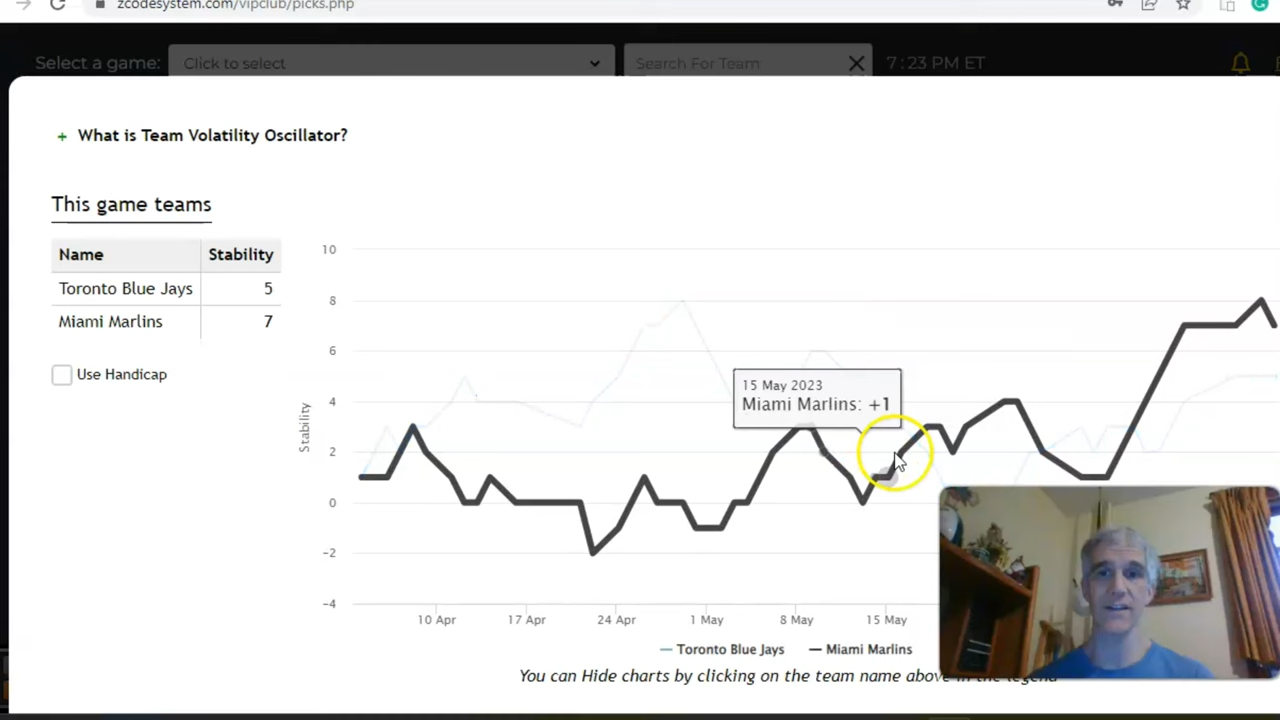 zcodesystem.com/vipclub/picks.php
Select a game: Click to select Search For Team 7:23 PM ET
+ What is Team Volatility Oscillator?
This game teams
Name Stability
Toronto Blue Jays 5
Miami Marlins 7
Use Handicap
10
8
6
4
2
0
-2
-4
Stability
15 May 2023
Miami Marlins: +1
10 Apr 17 Apr 24 Apr 1 May 8 May 15 May
Toronto Blue Jays Miami Marlins
You can Hide charts by clicking on the team name above in the legend